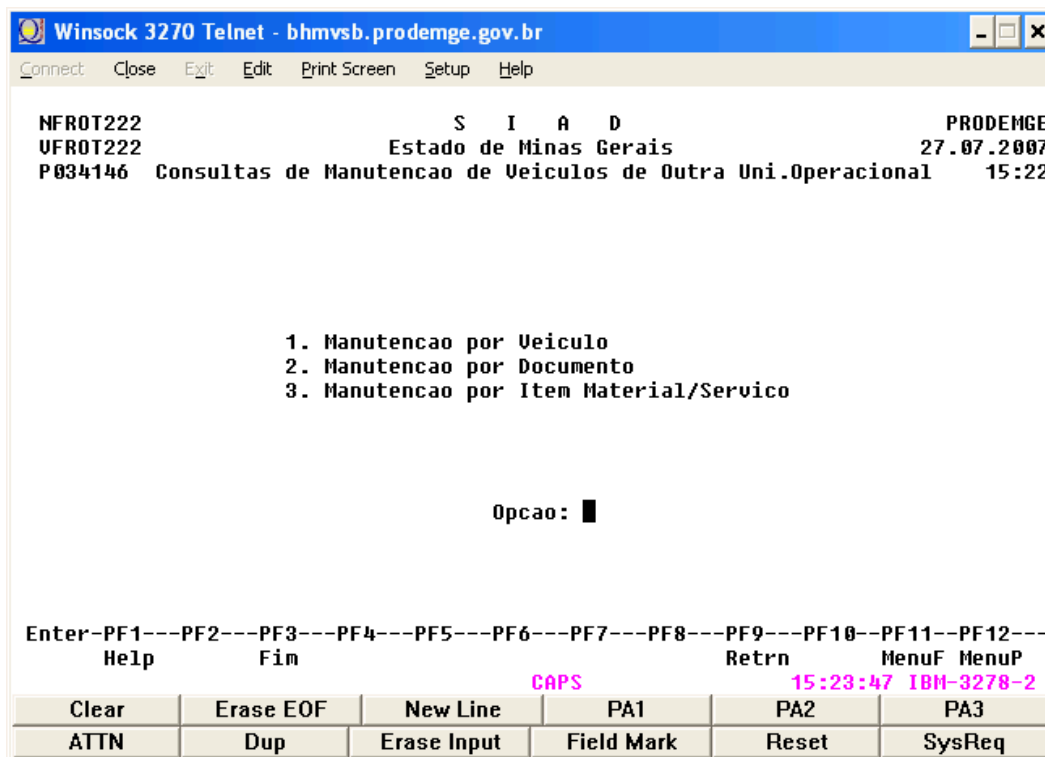 Winsock 3270 Telnet - bhmvsb.prodemge.gov.br
Connect Close Exit Edit Print Screen Setup Help
NFROT222 S I A D PRODEMGE
VFROT222 Estado de Minas Gerais 27.07.2007
P034146 Consultas de Manutencao de Veiculos de Outra Uni.Operacional 15:22
1. Manutencao por Veiculo
2. Manutencao por Documento
3. Manutencao por Item Material/Servico
Opcao:
Enter-PF1---PF2---PF3---PF4---PF5---PF6---PF7---PF8---PF9---PF10--PF11--PF12---
Help Fim Retrn MenuF MenuP
CAPS 15:23:47 IBM-3278-2
Clear Erase EOF New Line PA1 PA2 PA3
ATTN Dup Erase Input Field Mark Reset SysReq